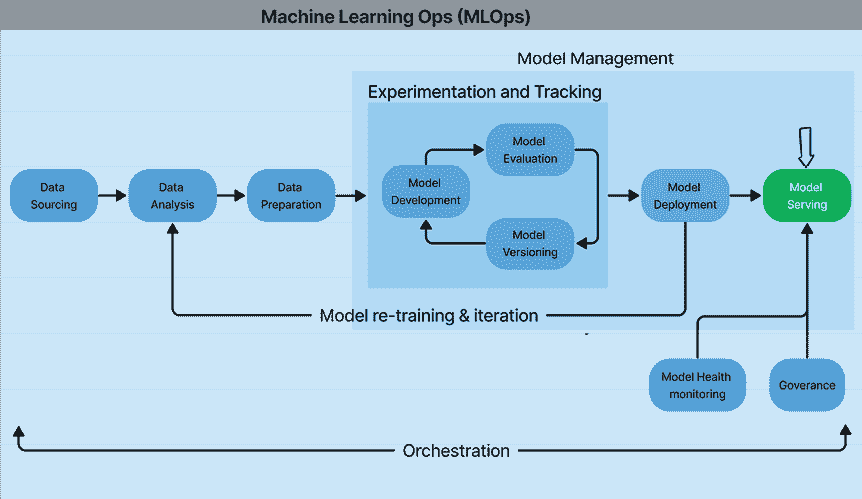 Machine Learning Ops (MLOps)
Model Management
Experimentation and Tracking
Data
Sourcing
Data
Analysis
Data
Preparation
Model
Development
Model
Evaluation
Model
Versioning
Model
Deployment
Model
Serving
Model re-training & iteration
Model Health
monitoring
Goverance
Orchestration